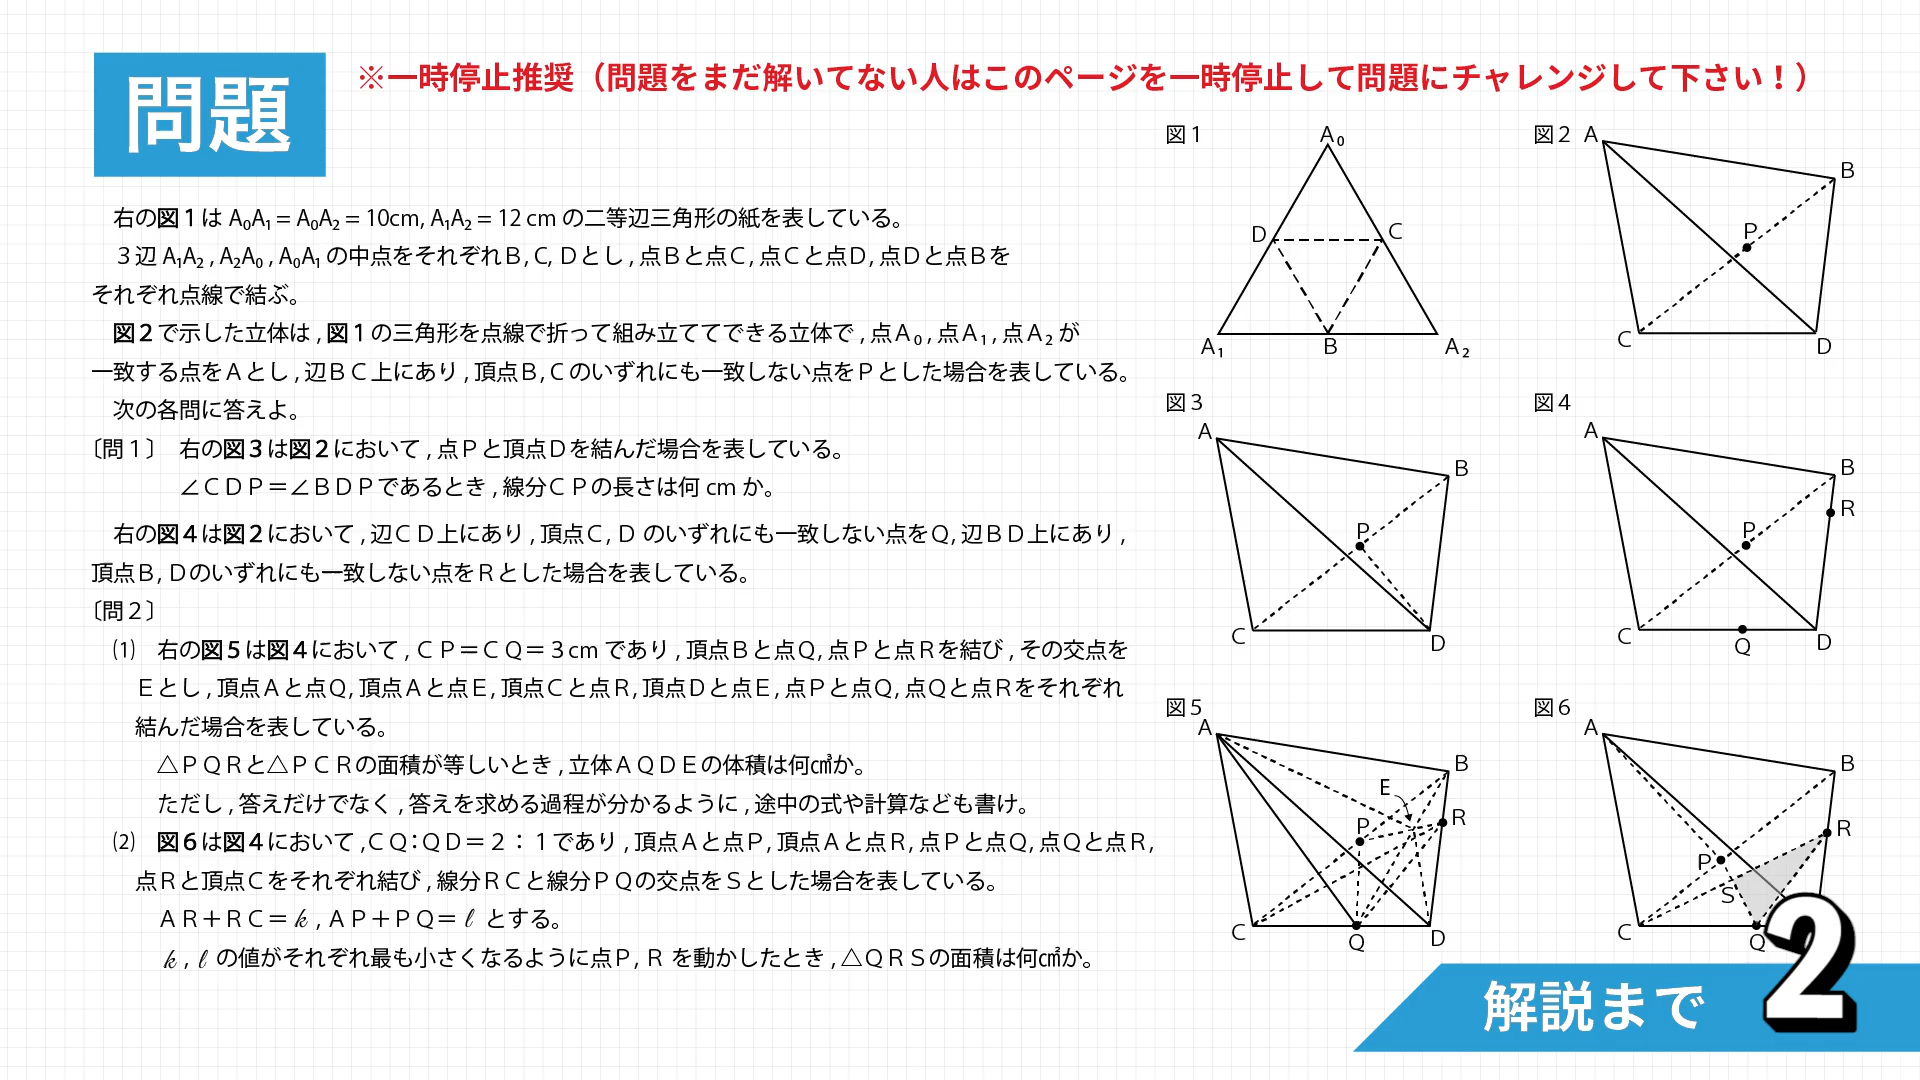 問題
※一時停止推奨（問題をまだ解いてない人はこのページを一時停止して問題にチャレンジして下さい！）
右の図１は A₀A₁＝A₀A₂＝10cm, A₁A₂＝12 cm の二等辺三角形の紙を表している。
３辺 A₁A₂ , A₂A₀ , A₀A₁ の中点をそれぞれＢ, C, Ｄとし , 点Ｂと点Ｃ, 点Ｃと点Ｄ, 点Ｄと点Ｂを
それぞれ点線で結ぶ。
図２で示した立体は , 図１の三角形を点線で折って組み立ててできる立体で , 点Ａ₀ , 点Ａ₁ , 点Ａ₂ が
一致する点をＡとし , 辺ＢＣ上にあり , 頂点Ｂ, Ｃのいずれにも一致しない点をＰとした場合を表している。
次の各問に答えよ。
〔問１〕 右の図３は図２において , 点Ｐと頂点Ｄを結んだ場合を表している。
∠ＣＤＰ＝∠ＢＤＰであるとき , 線分ＣＰの長さは何 cm か。
右の図４は図２において , 辺ＣＤ上にあり , 頂点Ｃ, Ｄ のいずれにも一致しない点をＱ, 辺ＢＤ上にあり ,
頂点Ｂ, Ｄのいずれにも一致しない点をＲとした場合を表している。
〔問２〕
⑴ 右の図５は図４において , ＣＰ＝ＣＱ＝３cm であり , 頂点Ｂと点Ｑ, 点Ｐと点Ｒを結び , その交点を
Ｅとし , 頂点Ａと点Ｑ, 頂点Ａと点Ｅ, 頂点Ｃと点Ｒ, 頂点Ｄと点Ｅ, 点Ｐと点Ｑ, 点Ｑと点Ｒをそれぞれ
結んだ場合を表している。
△ＰＱＲと△ＰＣＲの面積が等しいとき , 立体ＡＱＤＥの体積は何㎤か。
ただし , 答えだけでなく , 答えを求める過程が分かるように , 途中の式や計算なども書け。
⑵ 図６は図４において ,ＣＱ：ＱＤ＝２：１であり , 頂点Ａと点Ｐ, 頂点Ａと点Ｒ, 点Ｐと点Ｑ, 点Ｑと点Ｒ,
点Ｒと頂点Ｃをそれぞれ結び , 線分ＲＣと線分ＰＱの交点をＳとした場合を表している。
ＡＲ＋ＲＣ＝𝓀 , ＡＰ＋ＰＱ＝ℓ とする。
𝓀 , ℓ の値がそれぞれ最も小さくなるように点Ｐ, Ｒ を動かしたとき , △ＱＲＳの面積は何㎠か。
図１
A₀
D
C
A₁
B
A₂
図２
A
B
P
C
D
図３
A
B
P
C
D
図４
A
B
R
P
C
Q
D
図５
A
B
E
R
P
C
Q
D
図６
A
B
R
P
S
C
Q
解説まで
2